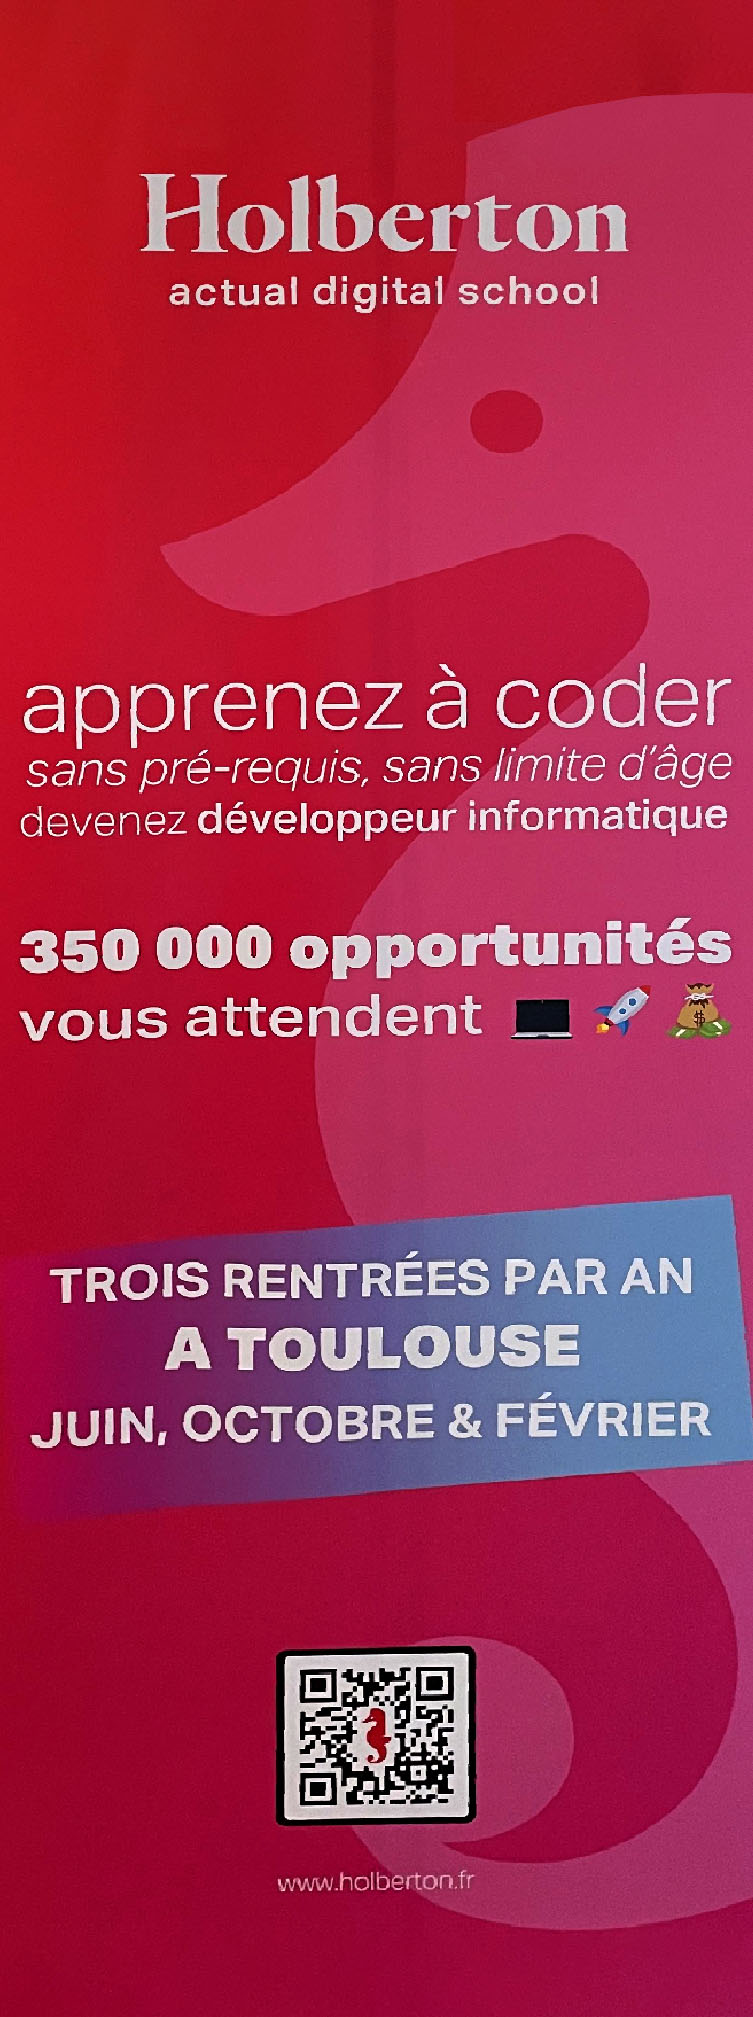 Holberton
actual digital school
apprenez à coder
sans pré-requis, sans limite d'âge
devenez développeur informatique
350 000 opportunités
vous attendent
TROIS RENTRÉES PAR AN
A TOULOUSE
JUIN, OCTOBRE & FÉVRIER
www.holberton.fr